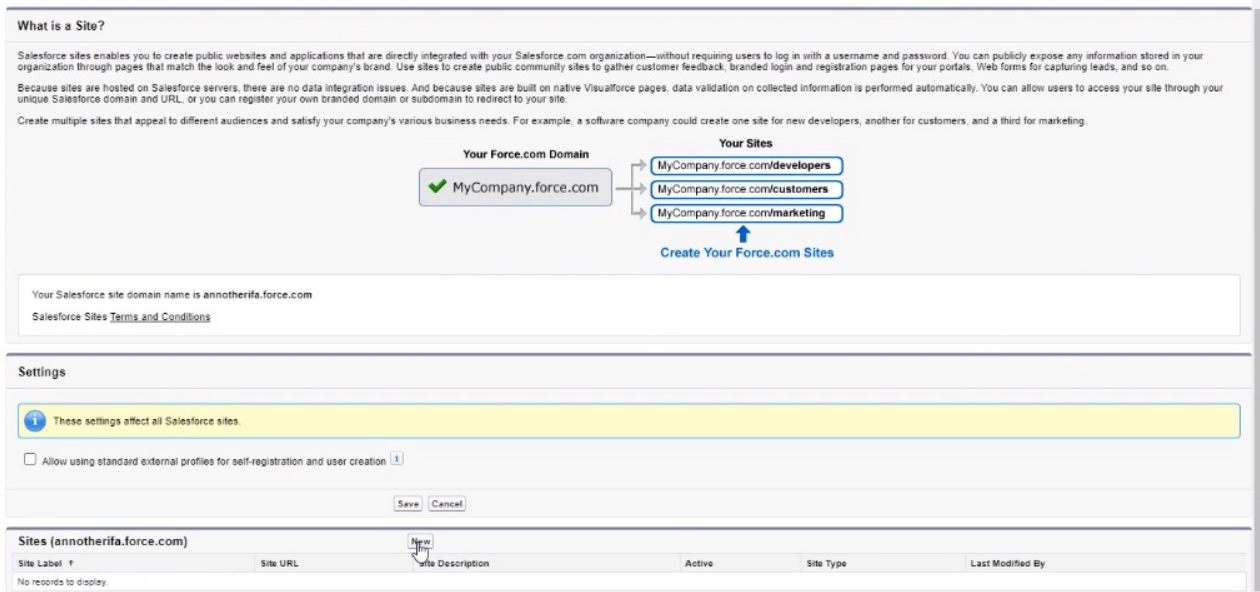 What is a Site?
Salesforce sites enables you to create public websites and applications that are directly integrated with your Salesforce.com organization—without requiring users to log in with a username and password. You can publicly expose any information stored in your
organization through pages that match the look and feel of your company's brand. Use sites to create public community sites to gather customer feedback, branded login and registration pages for your portals, Web forms for capturing leads, and so on.
Because sites are hosted on Salesforce servers, there are no data integration issues. And because sites are built on native Visualforce pages, data validation on collected information is performed automatically. You can allow users to access your site through your
unique Salesforce domain and URL, or you can register your own branded domain or subdomain to redirect to your site.
Create multiple sites that appeal to different audiences and satisfy your company's various business needs. For example, a software company could create one site for new developers, another for customers, and a third for marketing.
Your Force.com Domain
MyCompany.force.com
Your Sites
MyCompany.force.com/developers
MyCompany.force.com/customers
MyCompany.force.com/marketing
Create Your Force.com Sites
Your Salesforce site domain name is annotherifa.force.com
Salesforce Sites Terms and Conditions
Settings
These settings affect all Salesforce sites.
Allow using standard external profiles for self-registration and user creation i
Save Cancel
Sites (annotherifa.force.com) New
Site Label ↑ Site URL Site Description Active Site Type Last Modified By
No records to display.